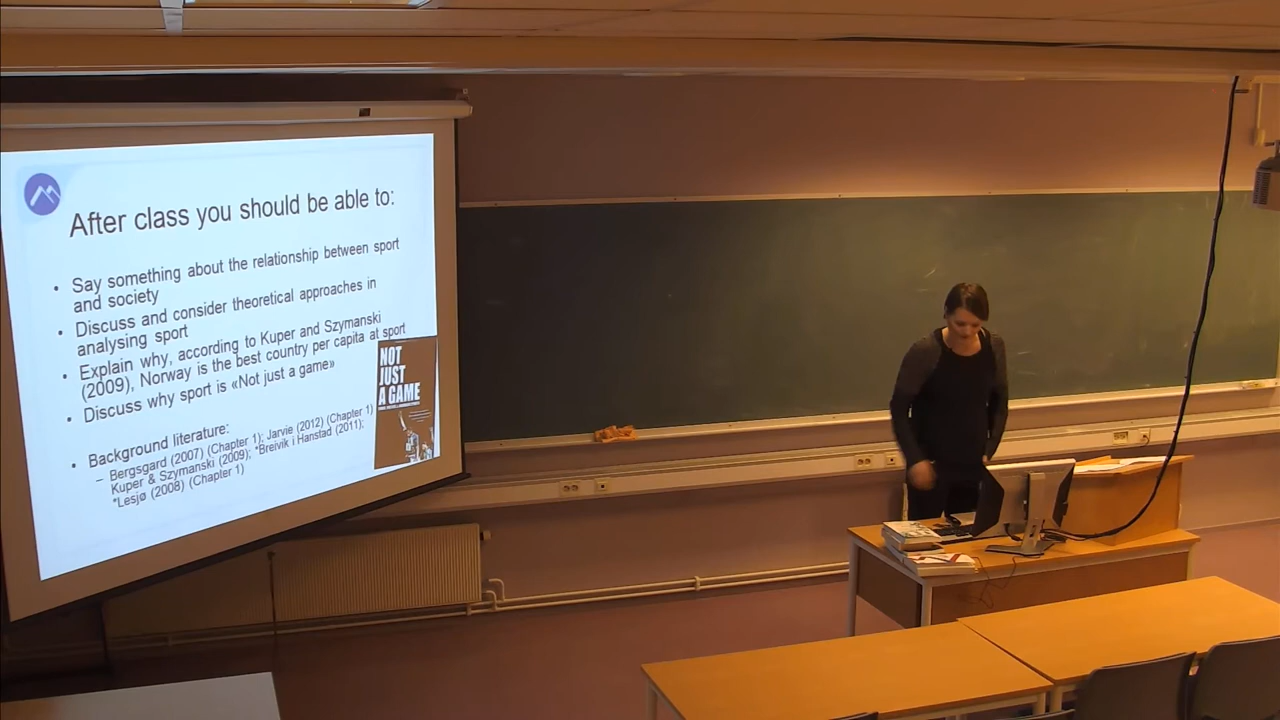 After class you should be able to:
• Say something about the relationship between sport
and society
• Discuss and consider theoretical approaches in
analysing sport
• Explain why, according to Kuper and Szymanski
(2009), Norway is the best country per capita at sport
• Discuss why sport is «Not just a game»
• Background literature:
– Bergsgard (2007) (Chapter 1); Jarvie (2012) (Chapter 1)
Kuper & Szymanski (2009); *Breivik i Hanstad (2011);
*Lesjø (2008) (Chapter 1)
NOT
JUST
A GAME